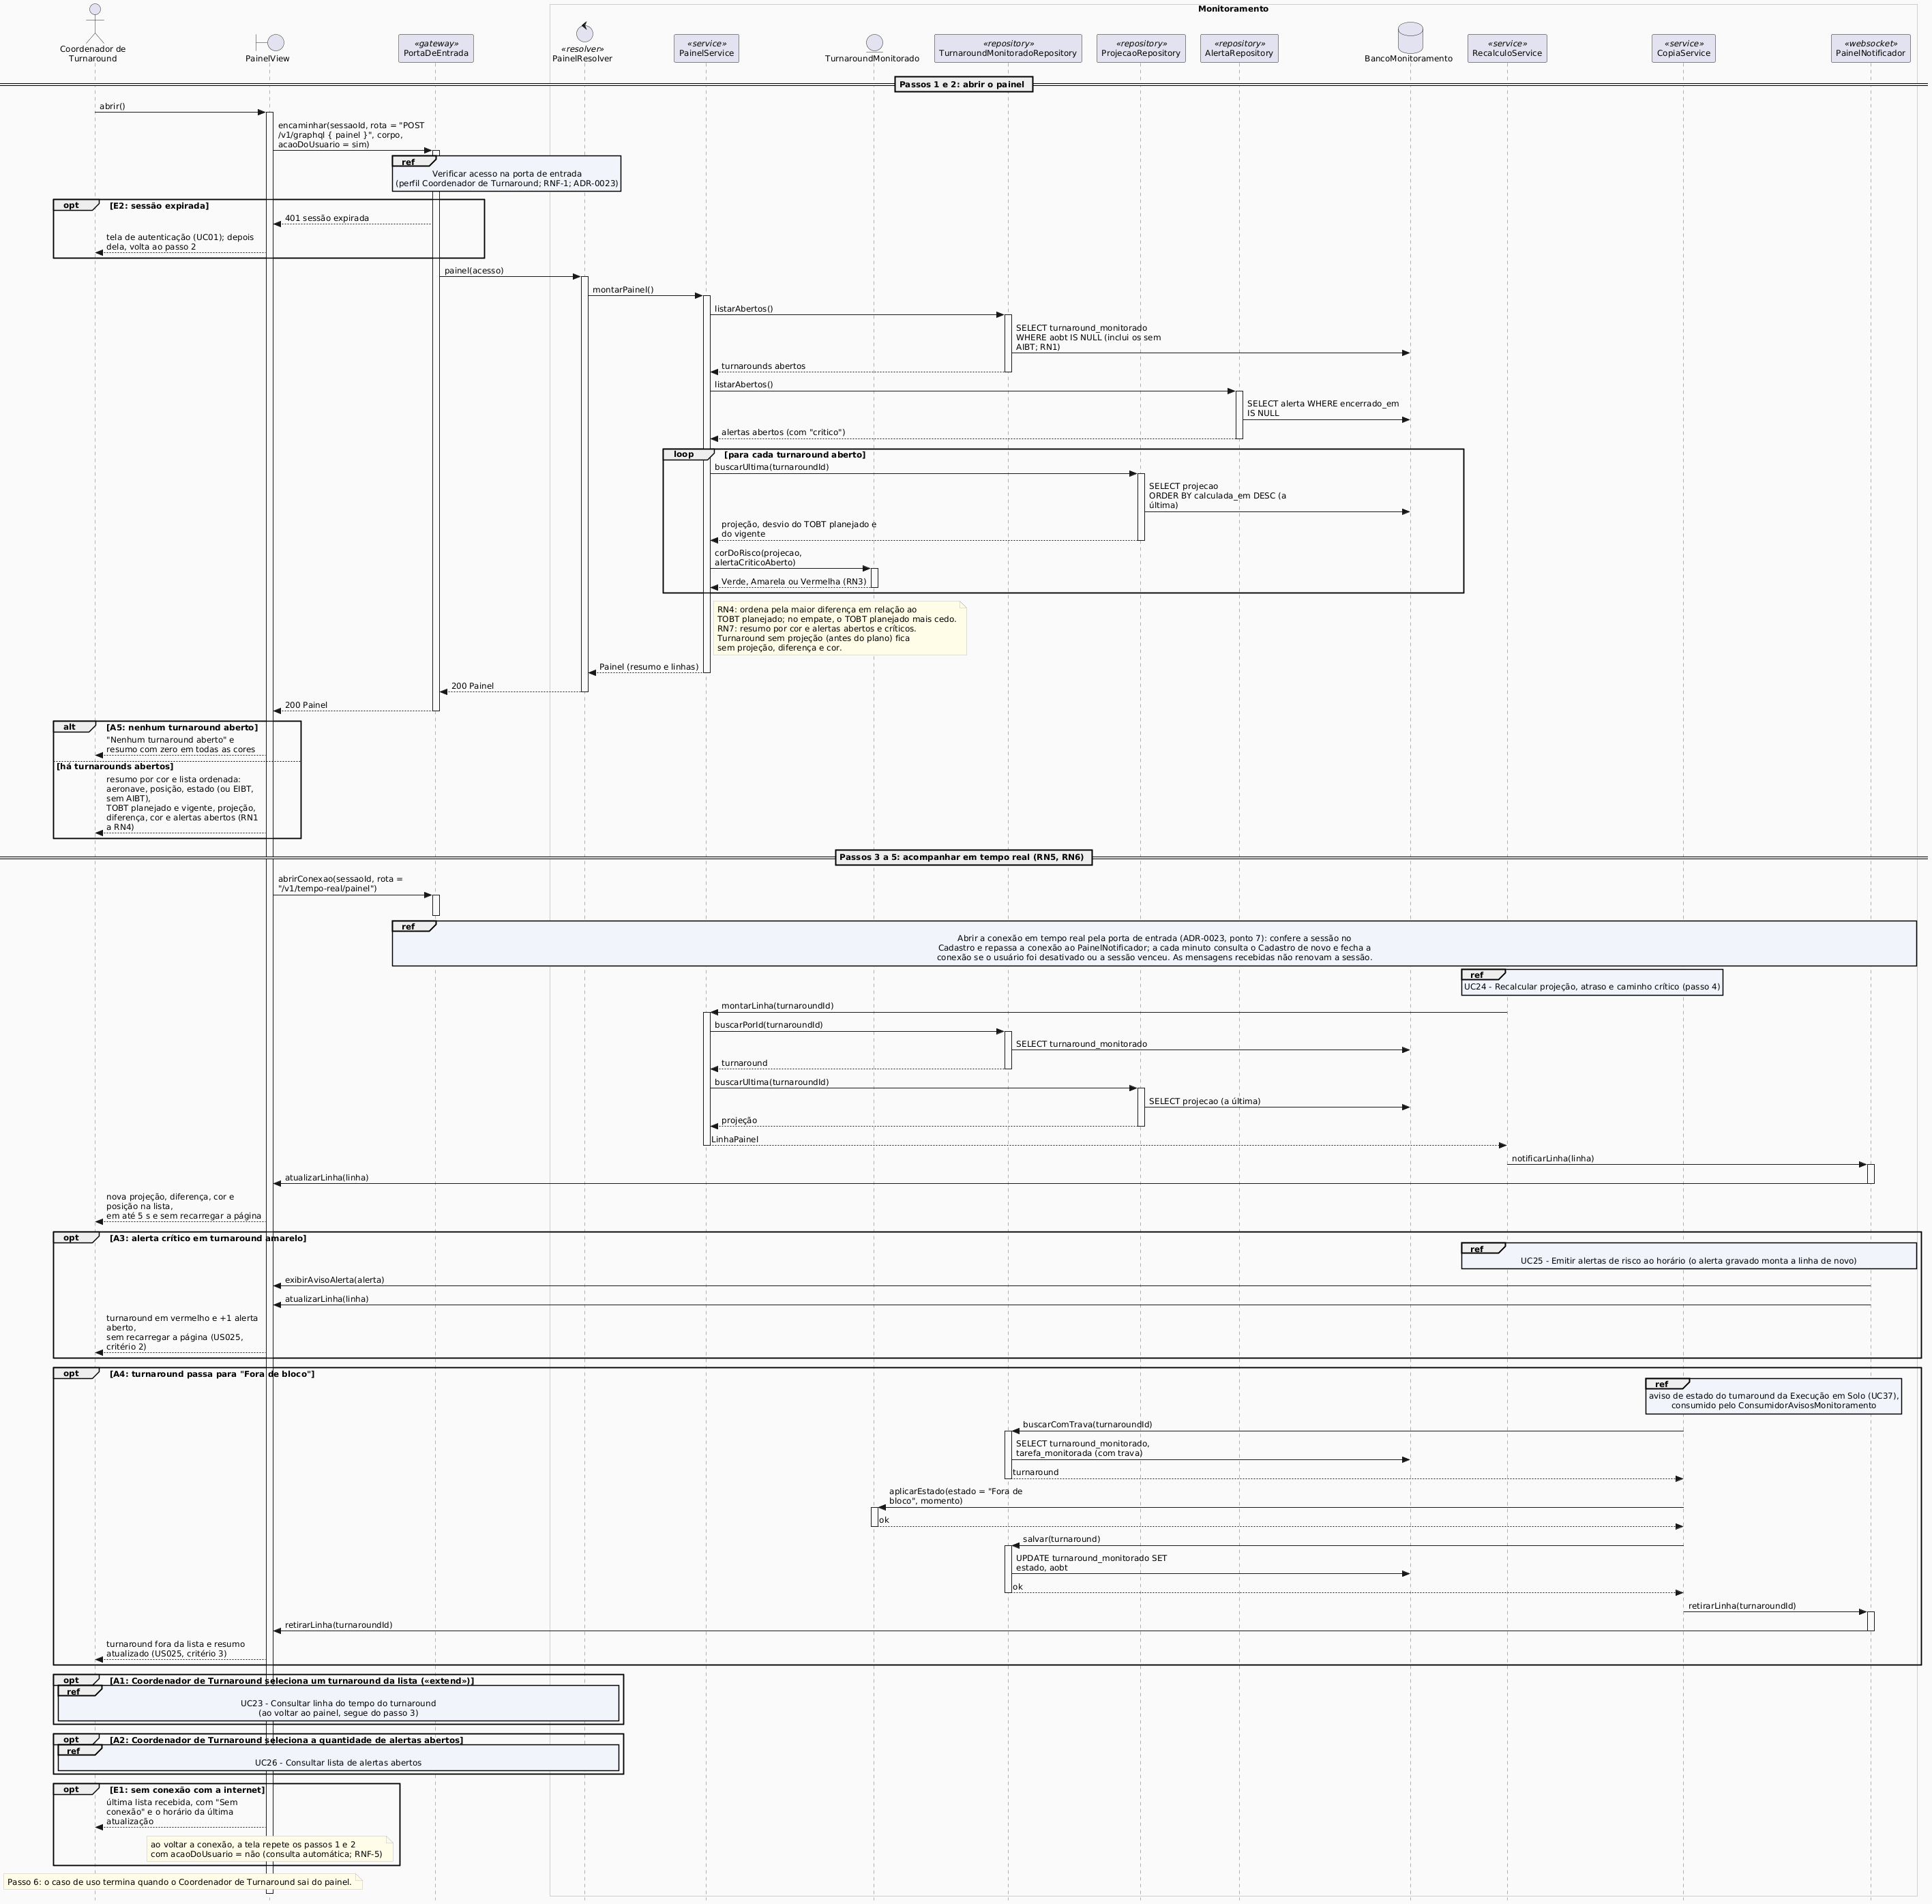 Monitoramento
Coordenador de
Turnaround
PainelView
«gateway»
PortaDeEntrada
«resolver»
PainelResolver
«service»
PainelService
TurnaroundMonitorado
«repository»
TurnaroundMonitoradoRepository
«repository»
ProjecaoRepository
«repository»
AlertaRepository
BancoMonitoramento
«service»
RecalculoService
«service»
CopiaService
«websocket»
PainelNotificador
Passos 1 e 2: abrir o painel
abrir()
encaminhar(sessaoId, rota = "POST
/v1/graphql { painel }", corpo,
acaoDoUsuario = sim)
ref
Verificar acesso na porta de entrada
(perfil Coordenador de Turnaround; RNF-1; ADR-0023)
opt [E2: sessão expirada]
401 sessão expirada
tela de autenticação (UC01); depois
dela, volta ao passo 2
painel(acesso)
montarPainel()
listarAbertos()
SELECT turnaround_monitorado
WHERE aobt IS NULL (inclui os sem
AIBT; RN1)
turnarounds abertos
listarAbertos()
SELECT alerta WHERE encerrado_em
IS NULL
alertas abertos (com "critico")
loop [para cada turnaround aberto]
buscarUltima(turnaroundId)
SELECT projecao
ORDER BY calculada_em DESC (a
última)
projeção, desvio do TOBT planejado e
do vigente
corDoRisco(projecao,
alertaCriticoAberto)
Verde, Amarela ou Vermelha (RN3)
RN4: ordena pela maior diferença em relação ao
TOBT planejado; no empate, o TOBT planejado mais cedo.
RN7: resumo por cor e alertas abertos e críticos.
Turnaround sem projeção (antes do plano) fica
sem projeção, diferença e cor.
Painel (resumo e linhas)
200 Painel
200 Painel
alt [A5: nenhum turnaround aberto]
"Nenhum turnaround aberto" e
resumo com zero em todas as cores
[há turnarounds abertos]
resumo por cor e lista ordenada:
aeronave, posição, estado (ou EIBT,
sem AIBT),
TOBT planejado e vigente, projeção,
diferença, cor e alertas abertos (RN1
a RN4)
Passos 3 a 5: acompanhar em tempo real (RN5, RN6)
abrirConexao(sessaoId, rota =
"/v1/tempo-real/painel")
ref
Abrir a conexão em tempo real pela porta de entrada (ADR-0023, ponto 7): confere a sessão no
Cadastro e repassa a conexão ao PainelNotificador; a cada minuto consulta o Cadastro de novo e fecha a
conexão se o usuário foi desativado ou a sessão venceu. As mensagens recebidas não renovam a sessão.
ref
UC24 - Recalcular projeção, atraso e caminho crítico (passo 4)
montarLinha(turnaroundId)
buscarPorId(turnaroundId)
SELECT turnaround_monitorado
turnaround
buscarUltima(turnaroundId)
SELECT projecao (a última)
projeção
LinhaPainel
notificarLinha(linha)
atualizarLinha(linha)
nova projeção, diferença, cor e
posição na lista,
em até 5 s e sem recarregar a página
opt [A3: alerta crítico em turnaround amarelo]
ref
UC25 - Emitir alertas de risco ao horário (o alerta gravado monta a linha de novo)
exibirAvisoAlerta(alerta)
atualizarLinha(linha)
turnaround em vermelho e +1 alerta
aberto,
sem recarregar a página (US025,
critério 2)
opt [A4: turnaround passa para "Fora de bloco"]
ref
aviso de estado do turnaround da Execução em Solo (UC37),
consumido pelo ConsumidorAvisosMonitoramento
buscarComTrava(turnaroundId)
SELECT turnaround_monitorado,
tarefa_monitorada (com trava)
turnaround
aplicarEstado(estado = "Fora de
bloco", momento)
ok
salvar(turnaround)
UPDATE turnaround_monitorado SET
estado, aobt
ok
retirarLinha(turnaroundId)
retirarLinha(turnaroundId)
turnaround fora da lista e resumo
atualizado (US025, critério 3)
opt [A1: Coordenador de Turnaround seleciona um turnaround da lista («extend»)]
ref
UC23 - Consultar linha do tempo do turnaround
(ao voltar ao painel, segue do passo 3)
opt [A2: Coordenador de Turnaround seleciona a quantidade de alertas abertos]
ref
UC26 - Consultar lista de alertas abertos
opt [E1: sem conexão com a internet]
última lista recebida, com "Sem
conexão" e o horário da última
atualização
ao voltar a conexão, a tela repete os passos 1 e 2
com acaoDoUsuario = não (consulta automática; RNF-5)
Passo 6: o caso de uso termina quando o Coordenador de Turnaround sai do painel.